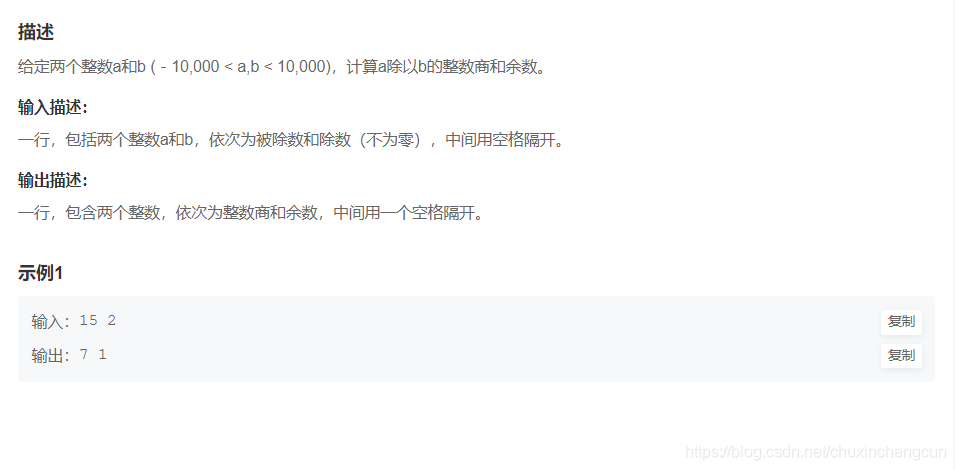 描述
给定两个整数a和b ( - 10,000 < a,b < 10,000)，计算a除以b的整数商和余数。
输入描述：
一行，包括两个整数a和b，依次为被除数和除数（不为零），中间用空格隔开。
输出描述：
一行，包含两个整数，依次为整数商和余数，中间用一个空格隔开。
示例1
输入：15 2 复制
输出：7 1 复制
https://blog.csdn.net/chuxinchangcun